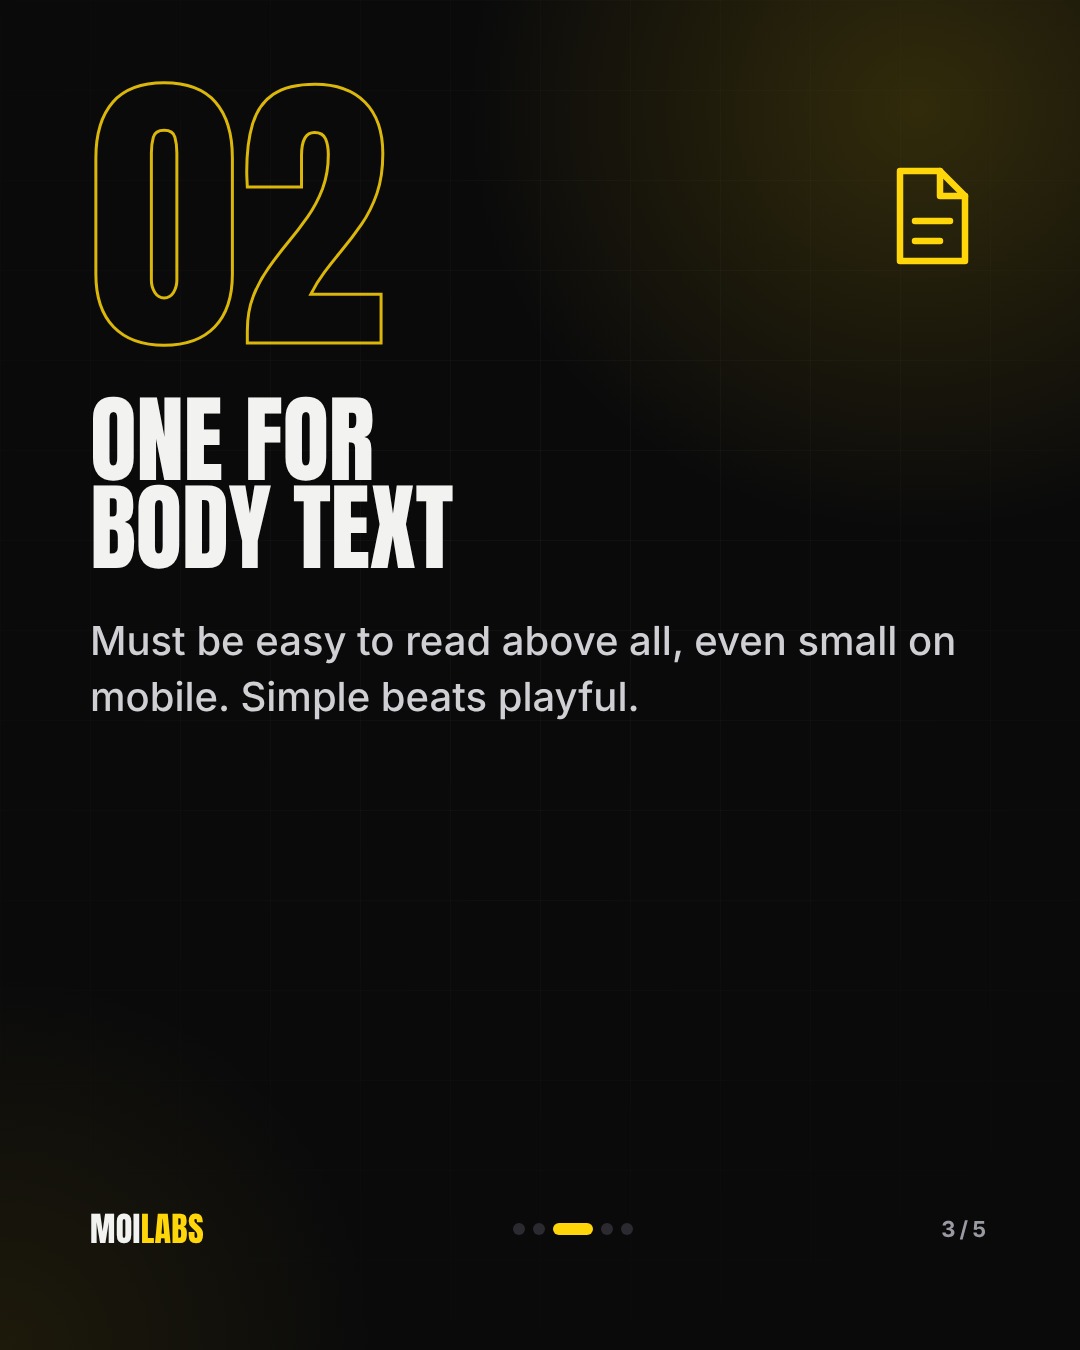 02
ONE FOR
BODY TEXT
Must be easy to read above all, even small on
mobile. Simple beats playful.
MOILABS
3 / 5